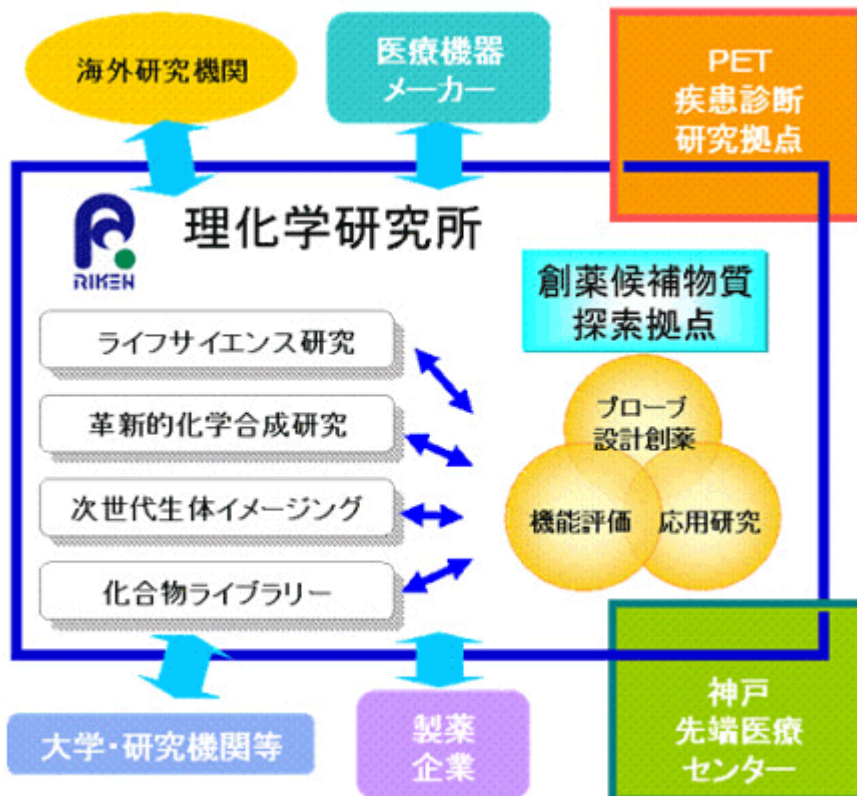 海外研究機関
医療機器
メーカー
PET
疾患診断
研究拠点
RIKEN
理化学研究所
創薬候補物質
探索拠点
ライフサイエンス研究
革新的化学合成研究
次世代生体イメージング
化合物ライブラリー
プローブ
設計創薬
機能評価
応用研究
大学・研究機関等
製薬
企業
神戸
先端医療
センター